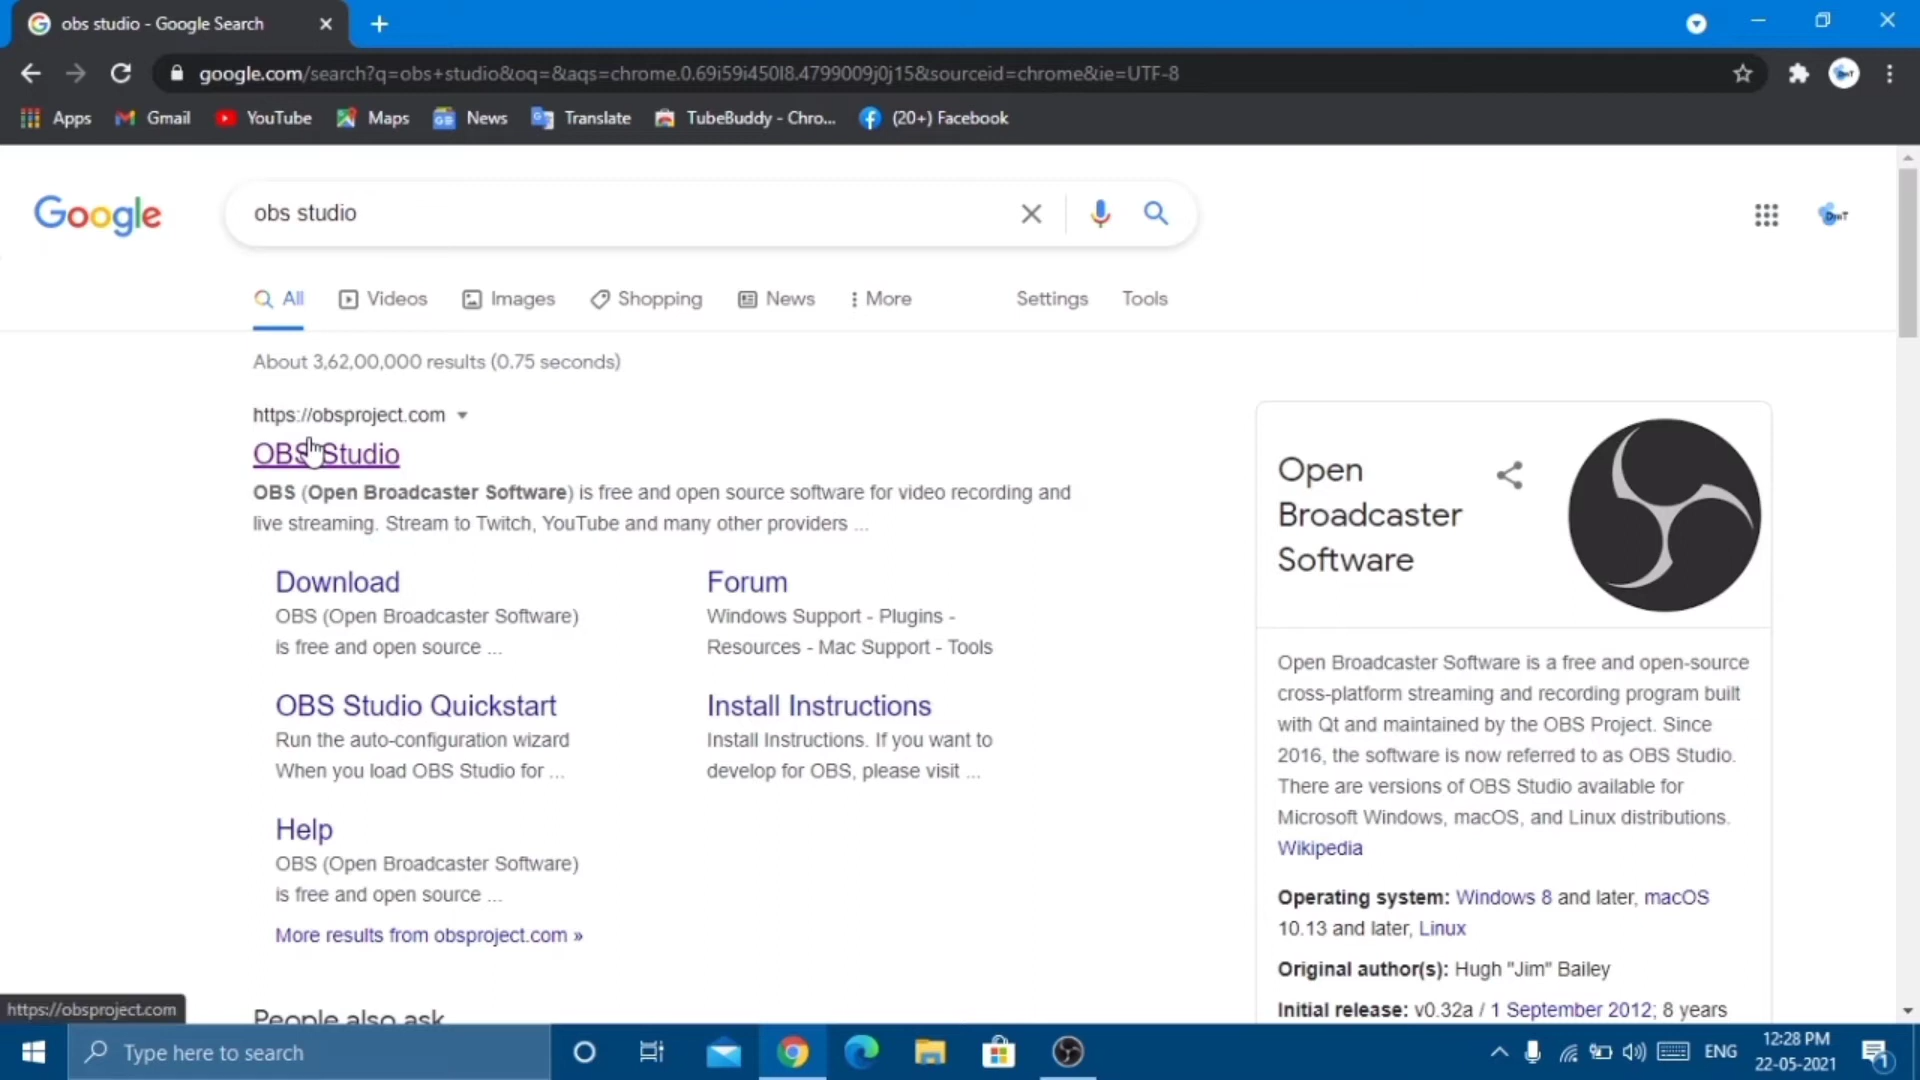 obs studio - Google Search
google.com/search?q=obs+studio&oq=&aqs=chrome.0.69i59i450l8.4799009j0j15&sourceid=chrome&ie=UTF-8
Apps Gmail YouTube Maps News Translate TubeBuddy - Chro... (20+) Facebook
Google
obs studio
All Videos Images Shopping News More Settings Tools
About 3,62,00,000 results (0.75 seconds)
https://obsproject.com
OBS Studio
OBS (Open Broadcaster Software) is free and open source software for video recording and
live streaming. Stream to Twitch, YouTube and many other providers ...
Download
OBS (Open Broadcaster Software)
is free and open source ...
Forum
Windows Support - Plugins -
Resources - Mac Support - Tools
OBS Studio Quickstart
Run the auto-configuration wizard
When you load OBS Studio for ...
Install Instructions
Install Instructions. If you want to
develop for OBS, please visit ...
Help
OBS (Open Broadcaster Software)
is free and open source ...
More results from obsproject.com »
People also ask
Open
Broadcaster
Software
Open Broadcaster Software is a free and open-source
cross-platform streaming and recording program built
with Qt and maintained by the OBS Project. Since
2016, the software is now referred to as OBS Studio.
There are versions of OBS Studio available for
Microsoft Windows, macOS, and Linux distributions.
Wikipedia
Operating system: Windows 8 and later, macOS
10.13 and later, Linux
Original author(s): Hugh "Jim" Bailey
Initial release: v0.32a / 1 September 2012; 8 years
https://obsproject.com
Type here to search
ENG
12:28 PM
22-05-2021
1